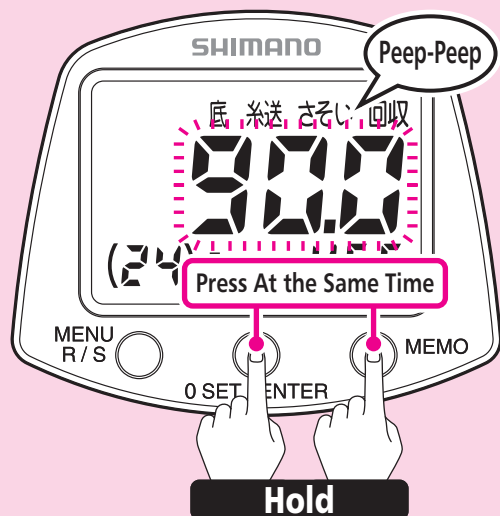 SHIMANO
Peep-Peep
底 糸送 さそい 回収
90.0
(24)
Press At the Same Time
MENU
R / S
MEMO
0 SET ENTER
Hold